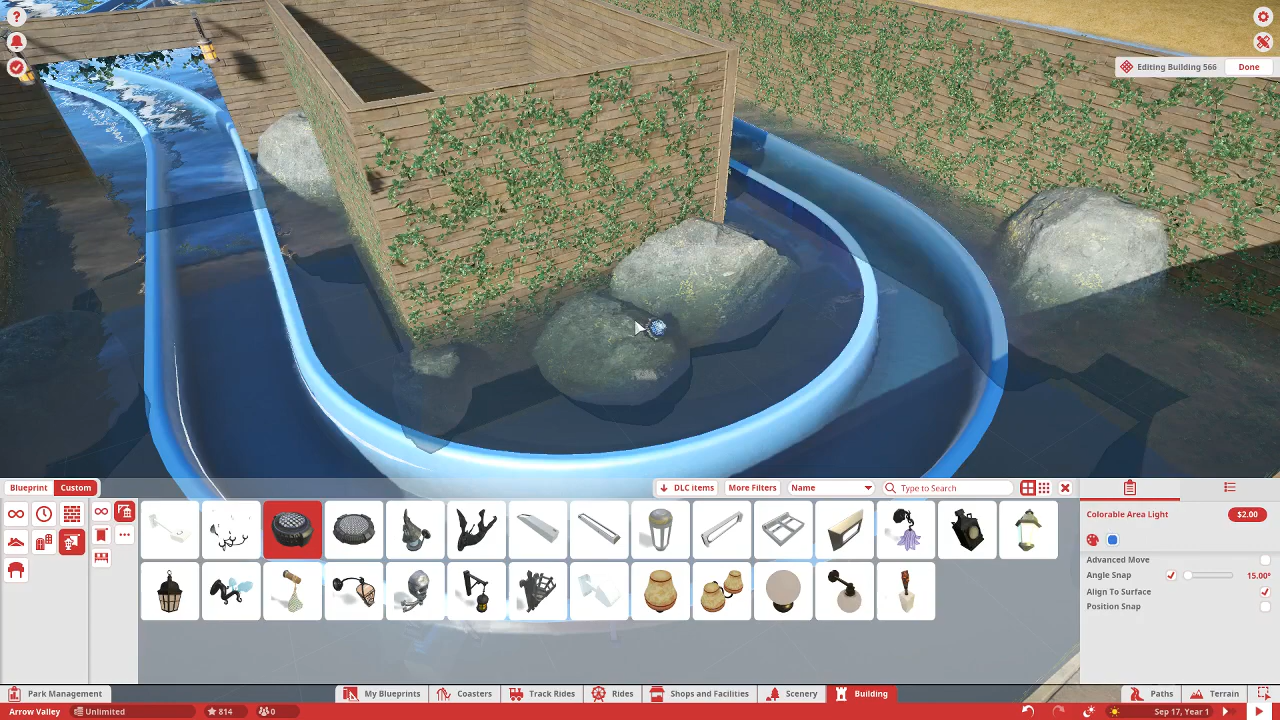 ?
Editing Building 566 Done
Blueprint Custom
DLC items More Filters Name Type to Search
Colorable Area Light $2.00
Advanced Move
Angle Snap 15.00°
Align To Surface
Position Snap
Park Management My Blueprints Coasters Track Rides Rides Shops and Facilities Scenery Building Paths Terrain
Arrow Valley Unlimited 814 0 Sep 17, Year 1